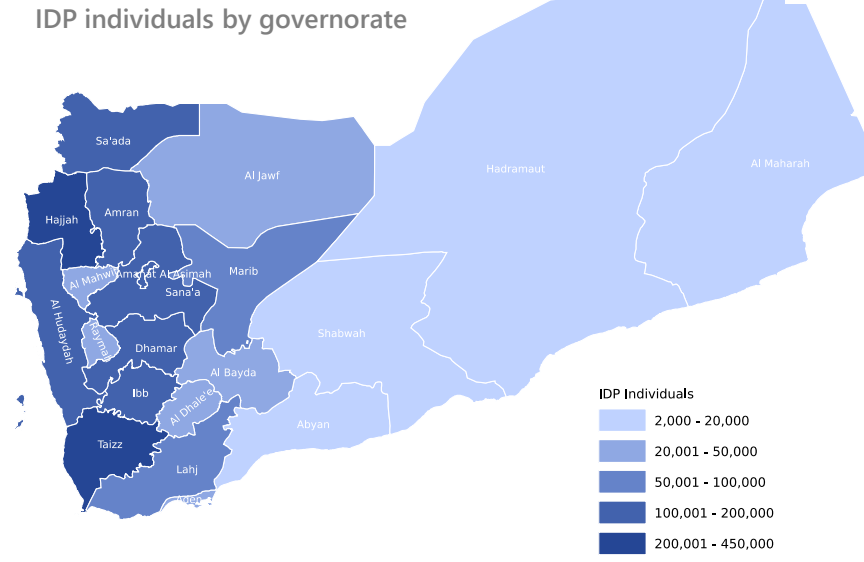 IDP individuals by governorate
Sa'ada
Al Jawf
Hadramaut
Al Maharah
Hajjah
Amran
Marib
Al Mahwit
Amanat Al Asimah
Sana'a
Al Hudaydah
Raymah
Dhamar
Shabwah
Al Bayda
Ibb
Al Dhale'e
Abyan
Taizz
Lahj
Aden
IDP Individuals
2,000 - 20,000
20,001 - 50,000
50,001 - 100,000
100,001 - 200,000
200,001 - 450,000